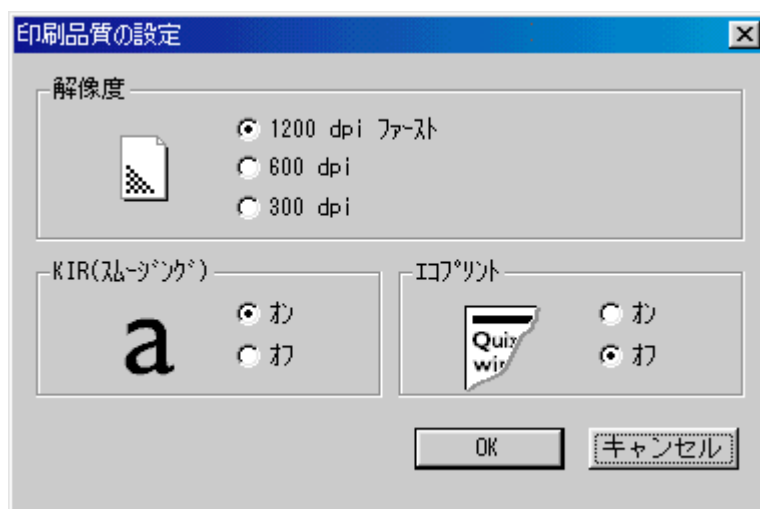 印刷品質の設定
解像度
1200 dpi ﾌｧｰｽﾄ
600 dpi
300 dpi
KIR(ｽﾑｰｼﾞﾝｸﾞ)
a
ｵﾝ
ｵﾌ
ｴｺﾌﾟﾘﾝﾄ
Quix
win
ｵﾝ
ｵﾌ
OK
キャンセル